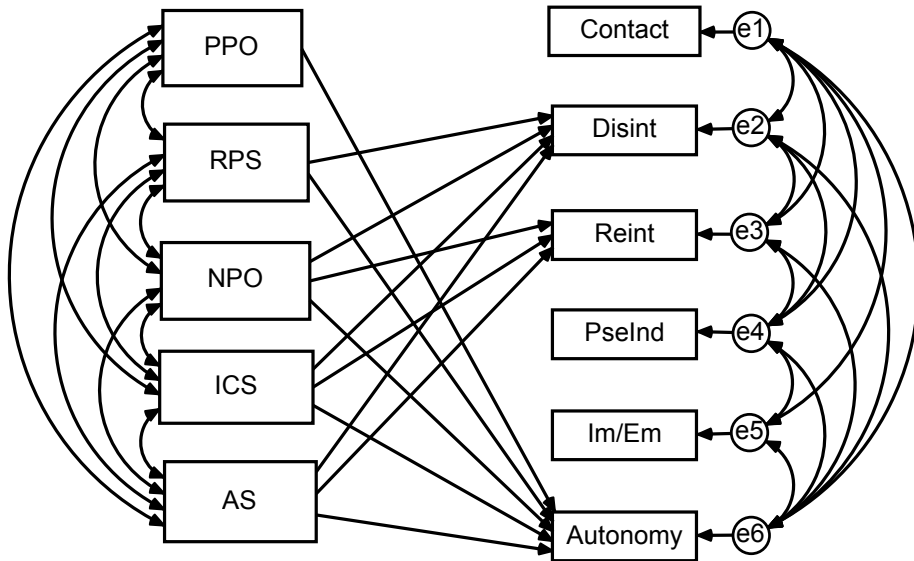 PPO
RPS
NPO
ICS
AS
Contact
Disint
Reint
PseInd
Im/Em
Autonomy
e1
e2
e3
e4
e5
e6